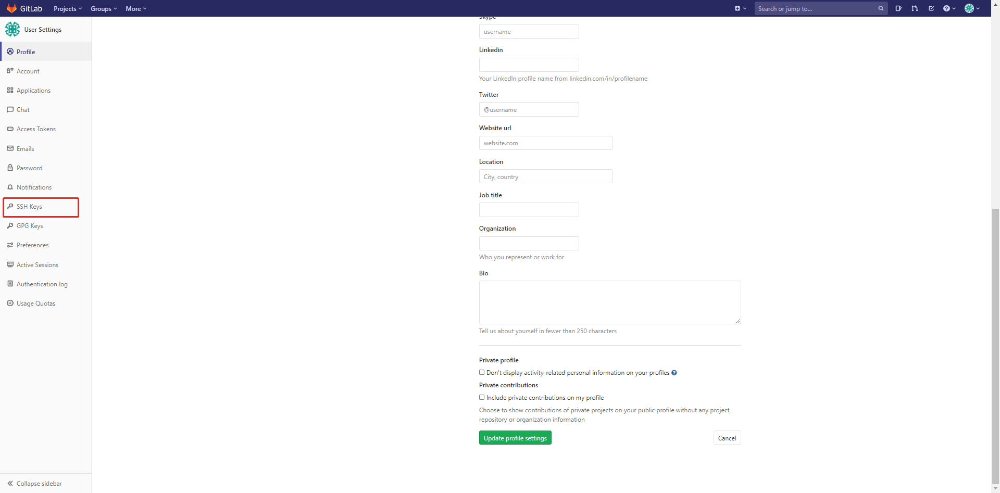 GitLab Projects Groups More Search or jump to...
User Settings
Profile
Account
Applications
Chat
Access Tokens
Emails
Password
Notifications
SSH Keys
GPG Keys
Preferences
Active Sessions
Authentication log
Usage Quotas
Collapse sidebar
Skype
username
Linkedin
Your LinkedIn profile name from linkedin.com/in/profilename
Twitter
@username
Website url
website.com
Location
City, country
Job title
Organization
Who you represent or work for
Bio
Tell us about yourself in fewer than 250 characters
Private profile
Don't display activity-related personal information on your profiles
Private contributions
Include private contributions on my profile
Choose to show contributions of private projects on your public profile without any project,
repository or organization information
Update profile settings Cancel